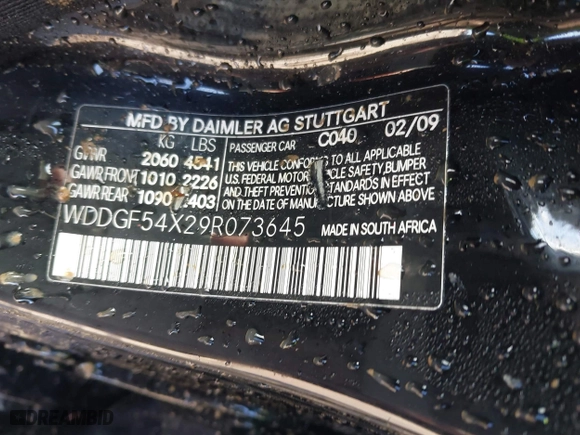 MFD BY DAIMLER AG STUTTGART
KG LBS PASSENGER CAR C040 02/09
GVWR 2060 4541
GAWR FRONT 1010 2226
GAWR REAR 1090 2403
THIS VEHICLE CONFORMS TO ALL APPLICABLE
U.S. FEDERAL MOTOR VEHICLE SAFETY, BUMPER
AND THEFT PREVENTION STANDARDS IN EFFECT
ON THE DATE OF MANUFACTURE SHOWN ABOVE.
WDDGF54X29R073645 MADE IN SOUTH AFRICA
DREAMBID